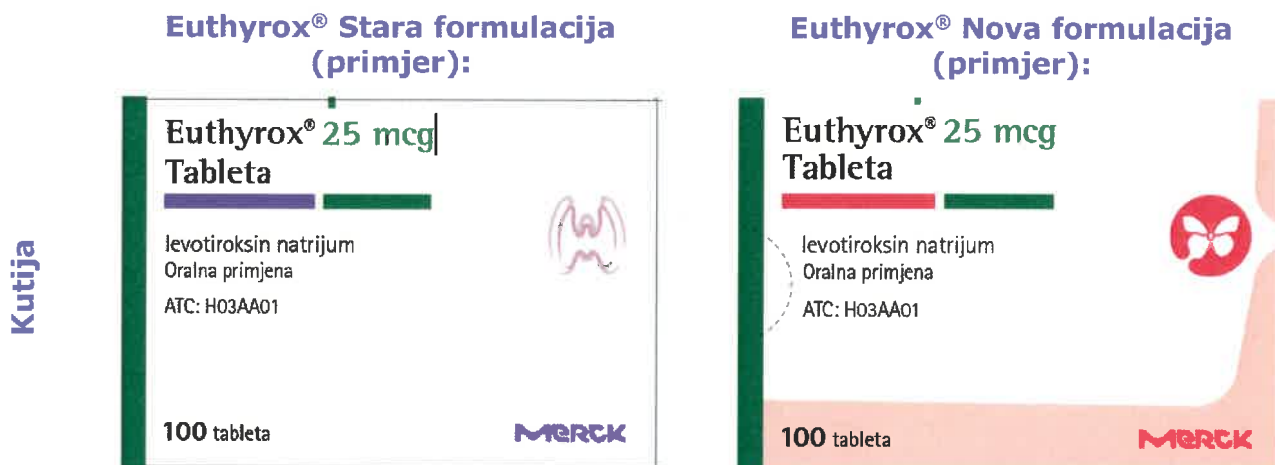 Euthyrox® Stara formulacija
(primjer):
Euthyrox® 25 mcg
Tableta
levotiroksin natrijum
Oralna primjena
ATC: H03AA01
100 tableta
MERCK
Euthyrox® Nova formulacija
(primjer):
Euthyrox® 25 mcg
Tableta
levotiroksin natrijum
Oralna primjena
ATC: H03AA01
100 tableta
MERCK
Kutija